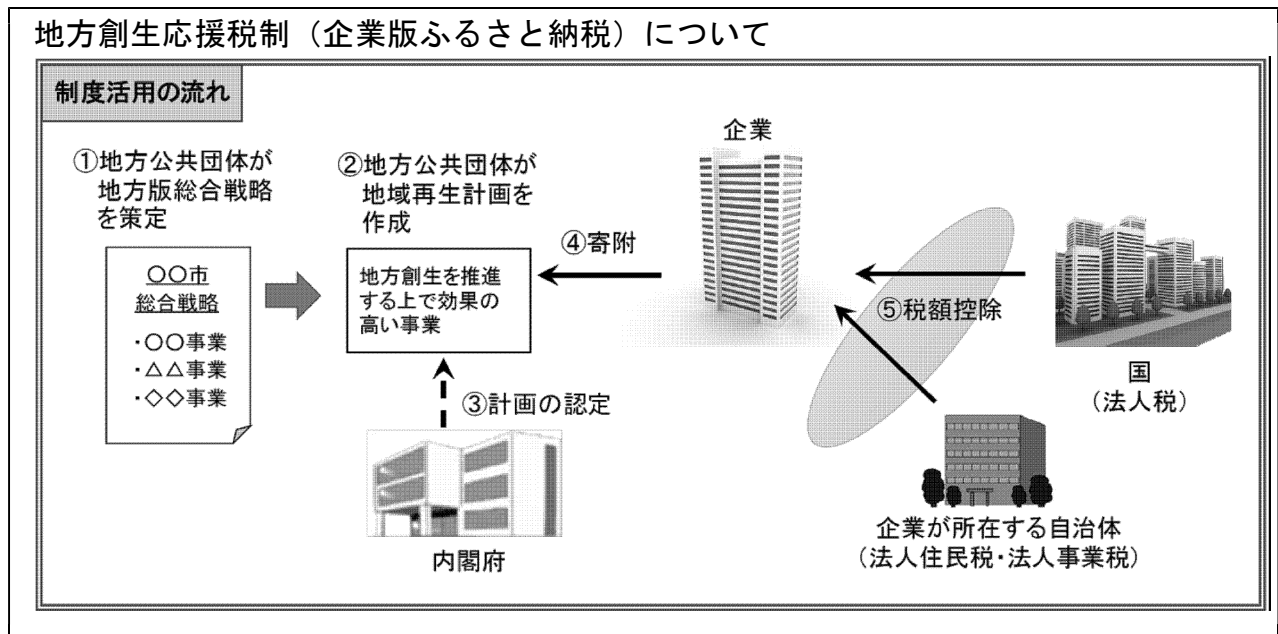 地方創生応援税制（企業版ふるさと納税）について
制度活用の流れ
①地方公共団体が
地方版総合戦略
を策定
〇〇市
総合戦略
・〇〇事業
・△△事業
・◇◇事業
②地方公共団体が
地域再生計画を
作成
地方創生を推進
する上で効果の
高い事業
③計画の認定
内閣府
④寄附
企業
⑤税額控除
国
（法人税）
企業が所在する自治体
（法人住民税・法人事業税）